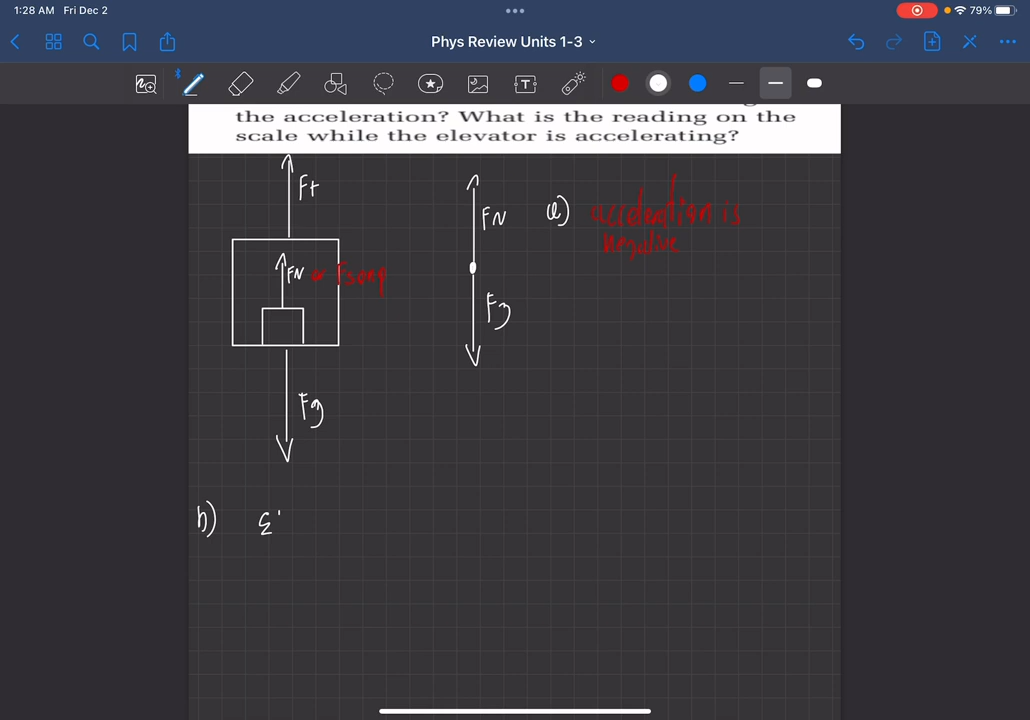 1:28 AM Fri Dec 2
79%
Phys Review Units 1-3
the acceleration? What is the reading on the
scale while the elevator is accelerating?
Ft
FN
a) acceleration is
negative
FN or
Fg
Fg
b) Σ